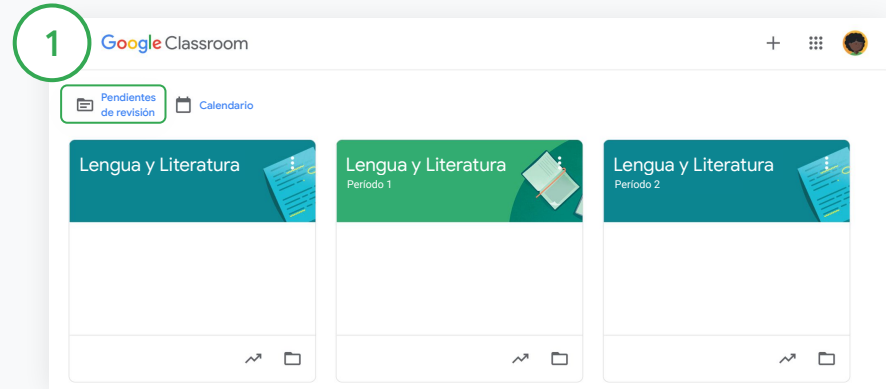 1
Google Classroom
Pendientes
de revisión
Calendario
Lengua y Literatura
Lengua y Literatura
Período 1
Lengua y Literatura
Período 2